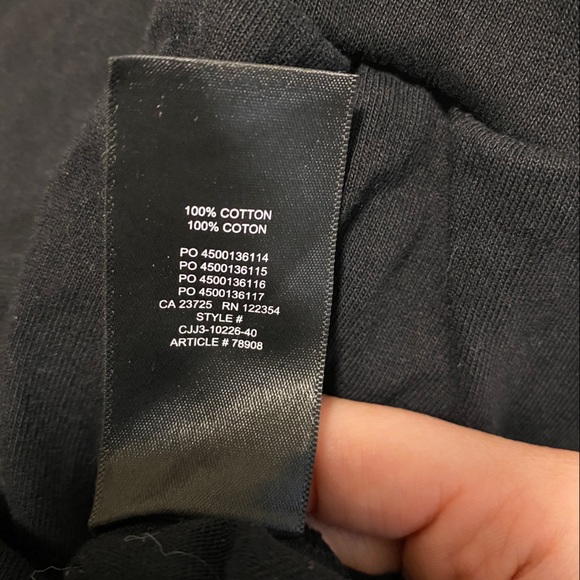 100% COTTON
100% COTON
PO 4500136114
PO 4500136115
PO 4500136116
PO 4500136117
CA 23725 RN 122354
STYLE #
CJJ3-10226-40
ARTICLE # 78908